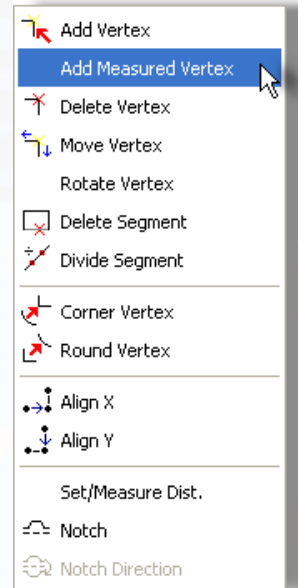 Add Vertex
Add Measured Vertex
Delete Vertex
Move Vertex
Rotate Vertex
Delete Segment
Divide Segment
Corner Vertex
Round Vertex
Align X
Align Y
Set/Measure Dist.
Notch
Notch Direction